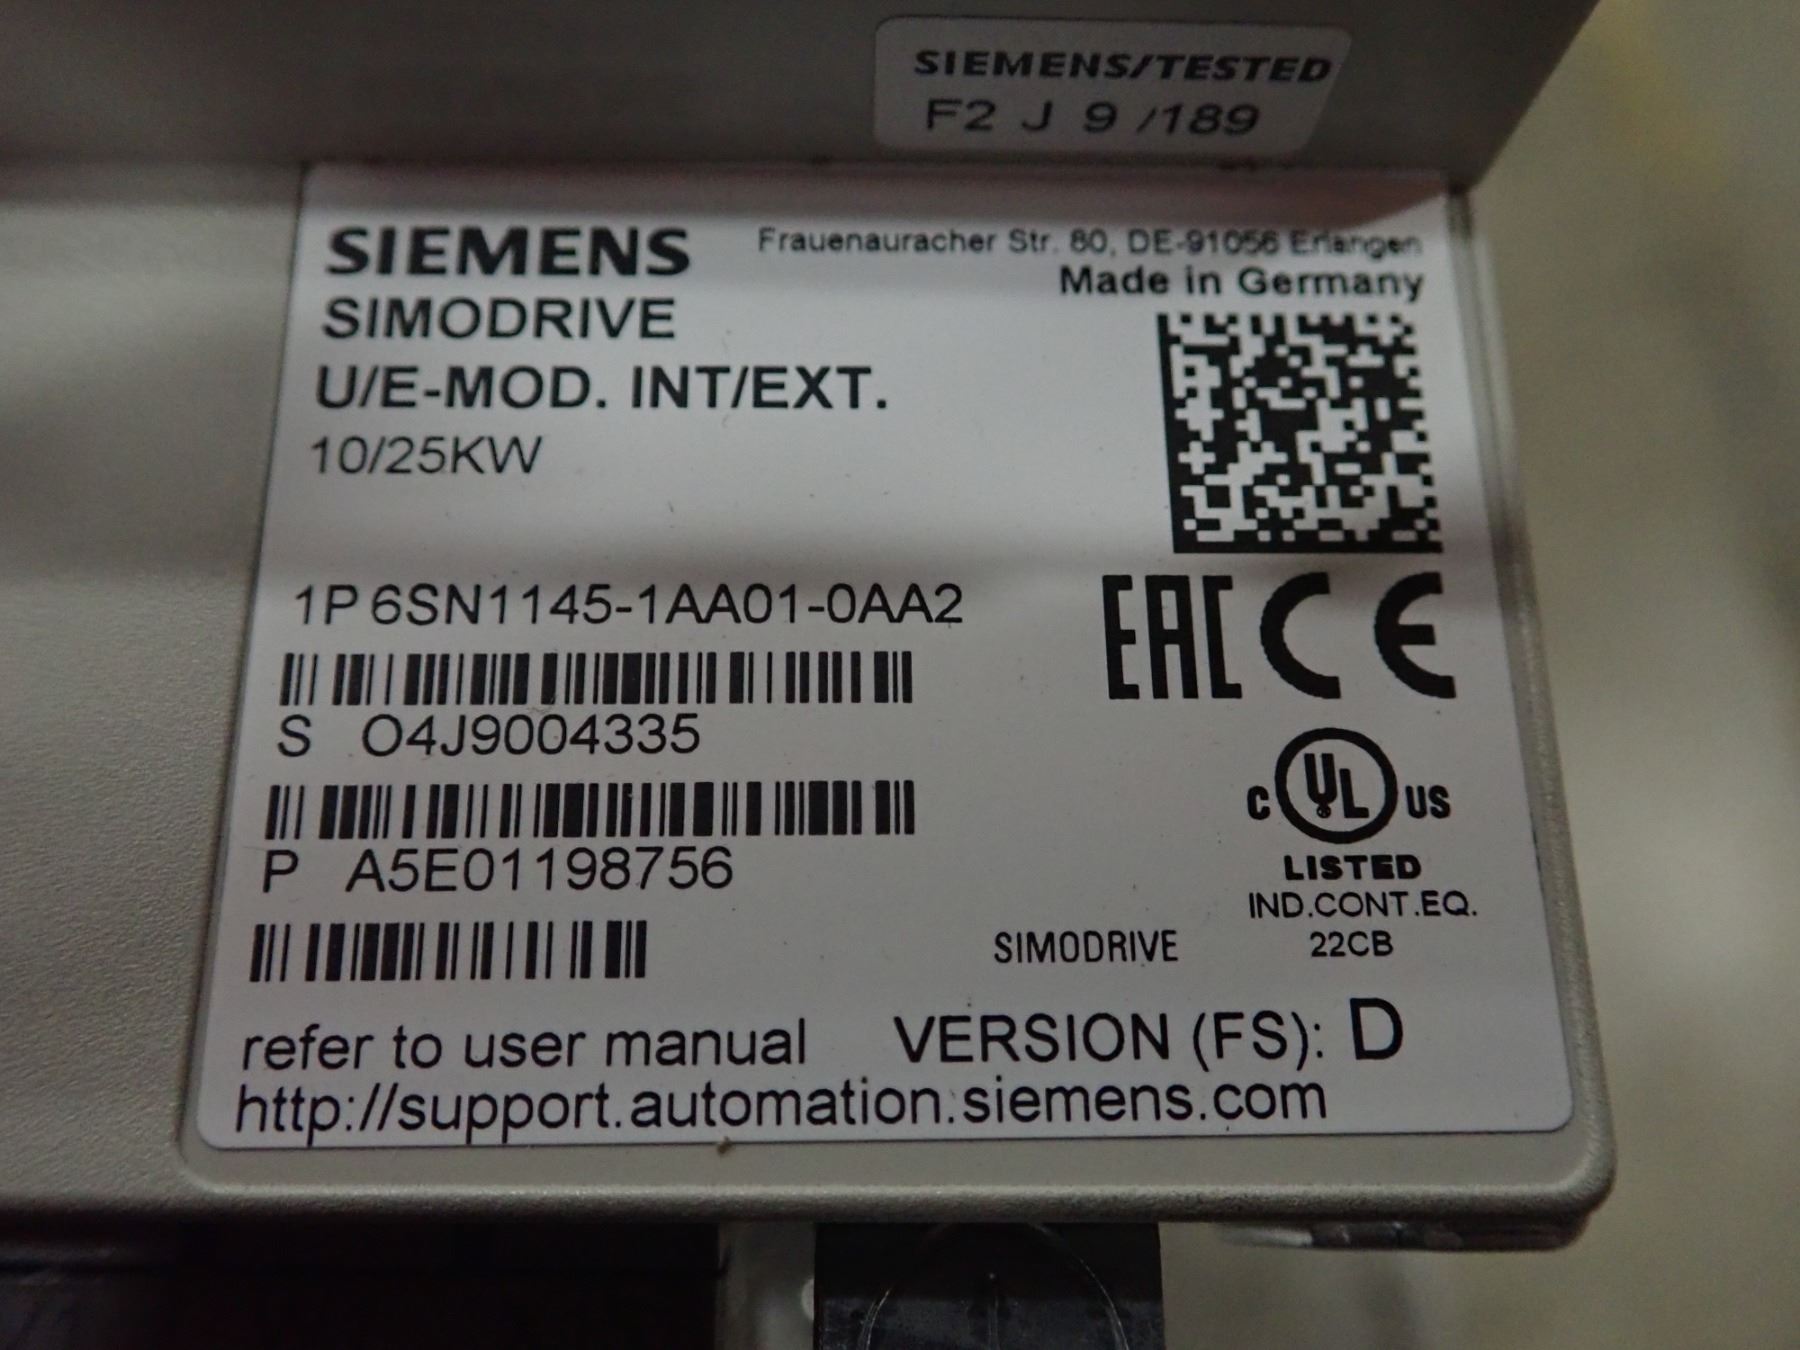 SIEMENS/TESTED
F2 J 9 /189
SIEMENS
Frauenauracher Str. 80, DE-91056 Erlangen
Made in Germany
SIMODRIVE
U/E-MOD. INT/EXT.
10/25KW
1P 6SN1145-1AA01-0AA2
EAC CE
S O4J9004335
C UL US
LISTED
IND.CONT.EQ.
22CB
P A5E01198756
SIMODRIVE
refer to user manual VERSION (FS): D
http://support.automation.siemens.com